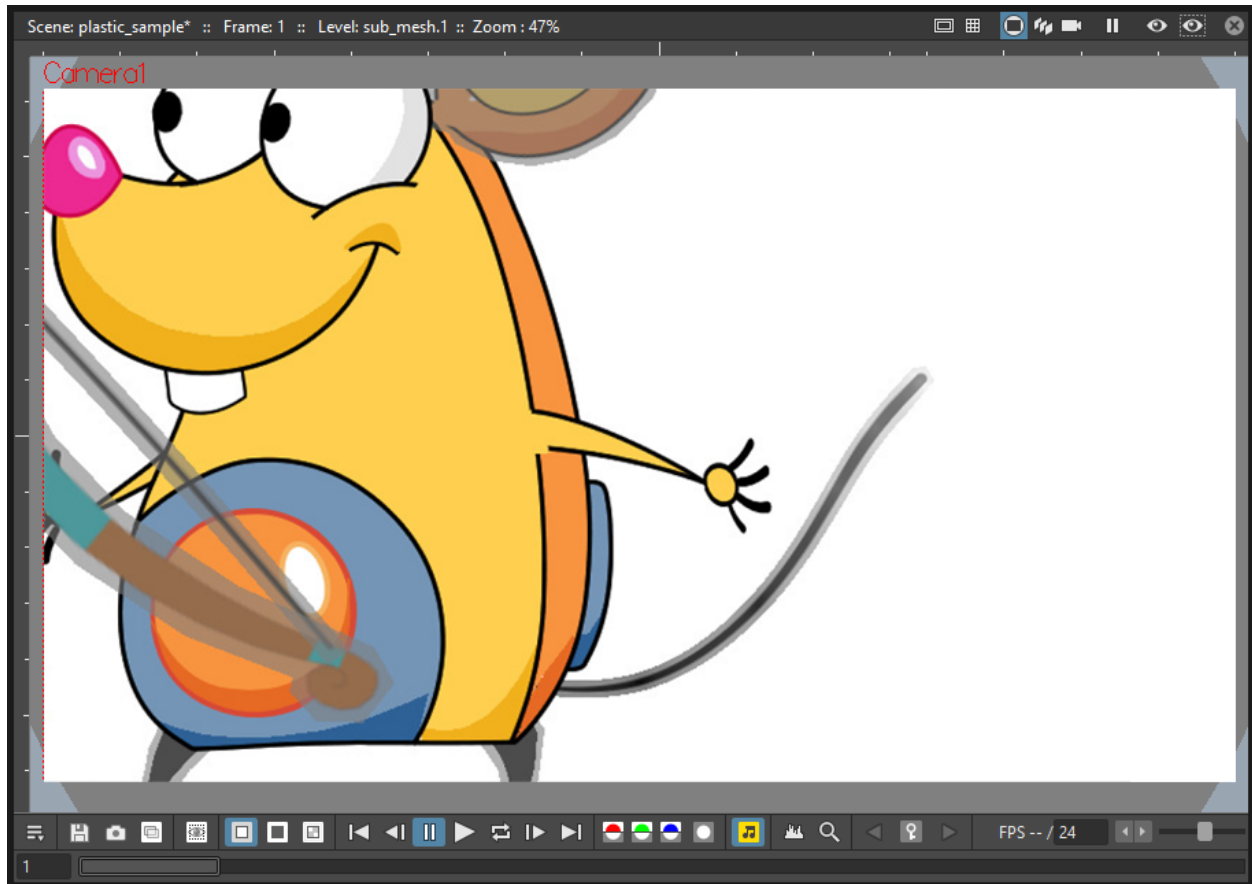 Scene: plastic_sample* :: Frame: 1 :: Level: sub_mesh.1 :: Zoom : 47%
Camera1
FPS -- / 24
1